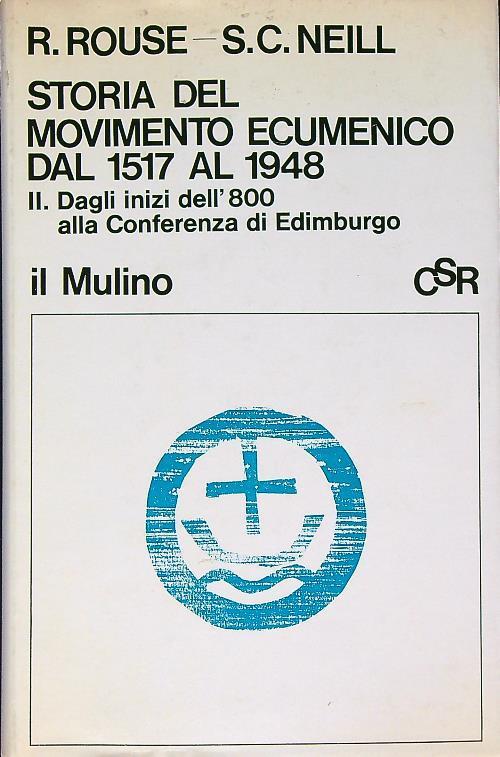 R. ROUSE — S.C. NEILL
STORIA DEL
MOVIMENTO ECUMENICO
DAL 1517 AL 1948
II. Dagli inizi dell'800
alla Conferenza di Edimburgo
il Mulino
CSR